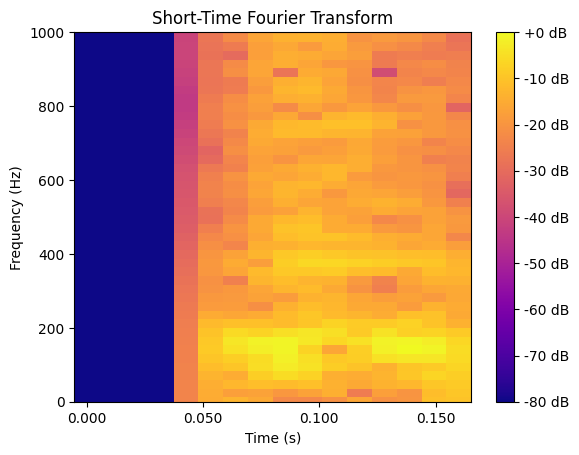 Short-Time Fourier Transform
Frequency (Hz)
1000
800
600
400
200
0
0.000
0.050
0.100
0.150
Time (s)
+0 dB
-10 dB
-20 dB
-30 dB
-40 dB
-50 dB
-60 dB
-70 dB
-80 dB